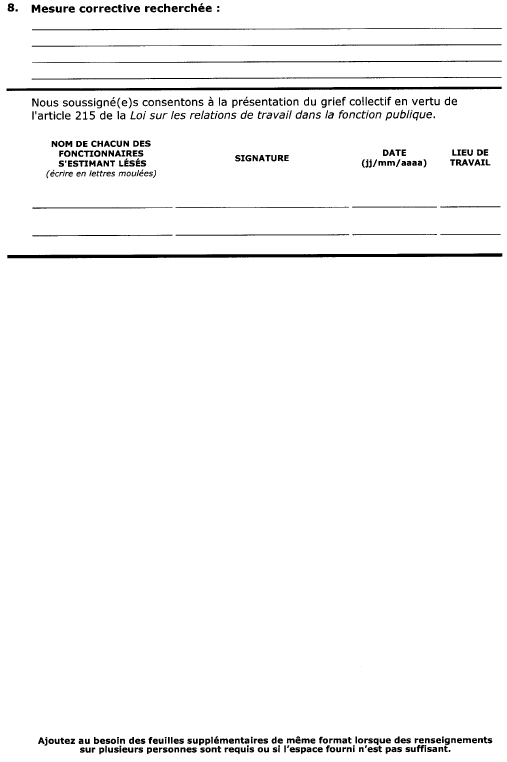 8. Mesure corrective recherchée :
Nous soussigné(e)s consentons à la présentation du grief collectif en vertu de
l'article 215 de la Loi sur les relations de travail dans la fonction publique.
NOM DE CHACUN DES
FONCTIONNAIRES
S'ESTIMANT LÉSÉS
(écrire en lettres moulées)
SIGNATURE
DATE
(jj/mm/aaaa)
LIEU DE
TRAVAIL
Ajoutez au besoin des feuilles supplémentaires de même format lorsque des renseignements
sur plusieurs personnes sont requis ou si l'espace fourni n'est pas suffisant.